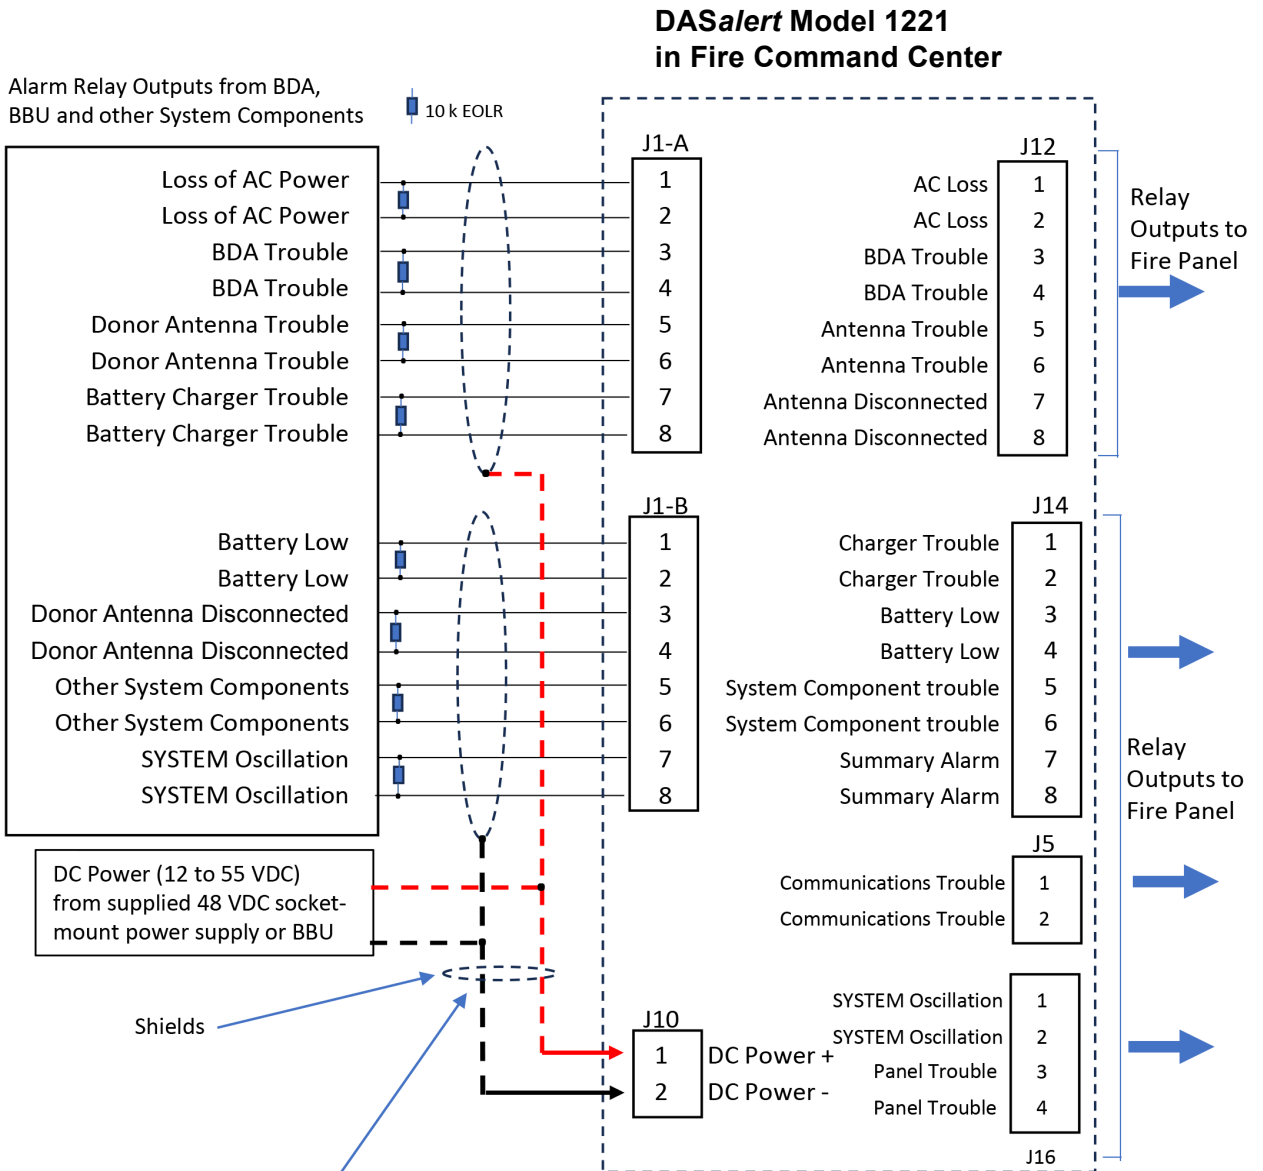 DASalert Model 1221
in Fire Command Center
Alarm Relay Outputs from BDA,
BBU and other System Components
10 k EOLR
Loss of AC Power
Loss of AC Power
BDA Trouble
BDA Trouble
Donor Antenna Trouble
Donor Antenna Trouble
Battery Charger Trouble
Battery Charger Trouble
Battery Low
Battery Low
Donor Antenna Disconnected
Donor Antenna Disconnected
Other System Components
Other System Components
SYSTEM Oscillation
SYSTEM Oscillation
DC Power (12 to 55 VDC)
from supplied 48 VDC socket-
mount power supply or BBU
Shields
J1-A
1
2
3
4
5
6
7
8
J1-B
1
2
3
4
5
6
7
8
J10
1 DC Power +
2 DC Power -
J12
AC Loss 1
AC Loss 2
BDA Trouble 3
BDA Trouble 4
Antenna Trouble 5
Antenna Trouble 6
Antenna Disconnected 7
Antenna Disconnected 8
Relay
Outputs to
Fire Panel
J14
Charger Trouble 1
Charger Trouble 2
Battery Low 3
Battery Low 4
System Component trouble 5
System Component trouble 6
Summary Alarm 7
Summary Alarm 8
Relay
Outputs to
Fire Panel
J5
Communications Trouble 1
Communications Trouble 2
SYSTEM Oscillation 1
SYSTEM Oscillation 2
Panel Trouble 3
Panel Trouble 4
J16